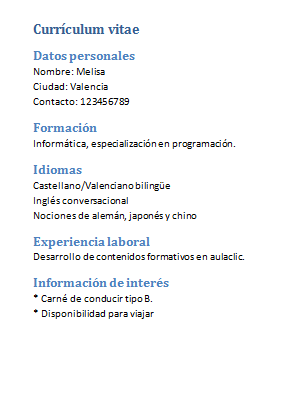 Currículum vitae
Datos personales
Nombre: Melisa
Ciudad: Valencia
Contacto: 123456789
Formación
Informática, especialización en programación.
Idiomas
Castellano/Valenciano bilingüe
Inglés conversacional
Nociones de alemán, japonés y chino
Experiencia laboral
Desarrollo de contenidos formativos en aulaclic.
Información de interés
* Carné de conducir tipo B.
* Disponibilidad para viajar